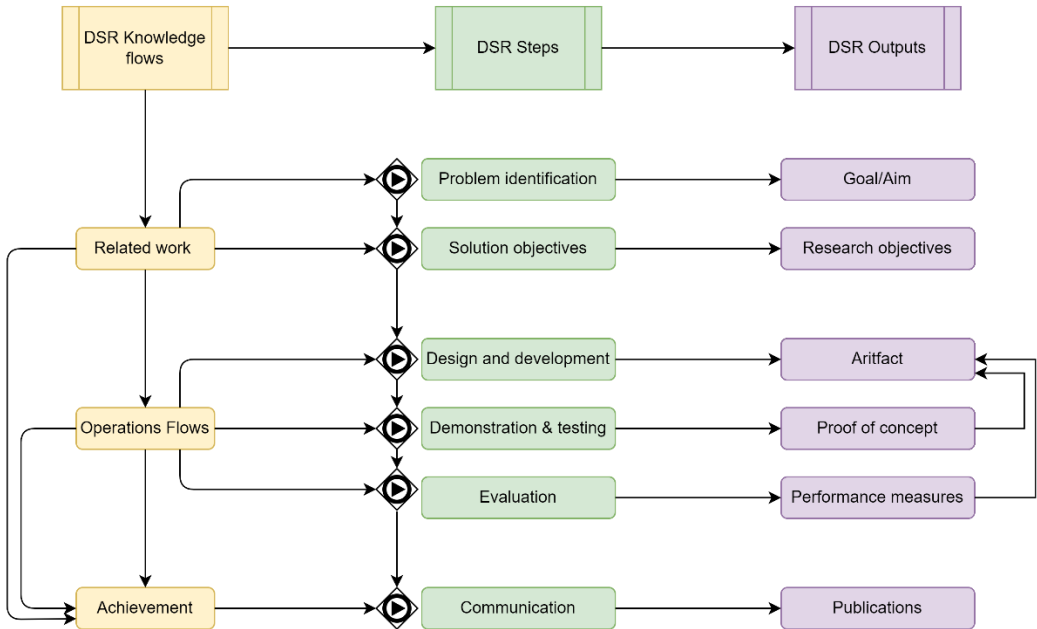 DSR Knowledge
flows
DSR Steps
DSR Outputs
Problem identification
Goal/Aim
Related work
Solution objectives
Research objectives
Design and development
Aritfact
Operations Flows
Demonstration & testing
Proof of concept
Evaluation
Performance measures
Achievement
Communication
Publications